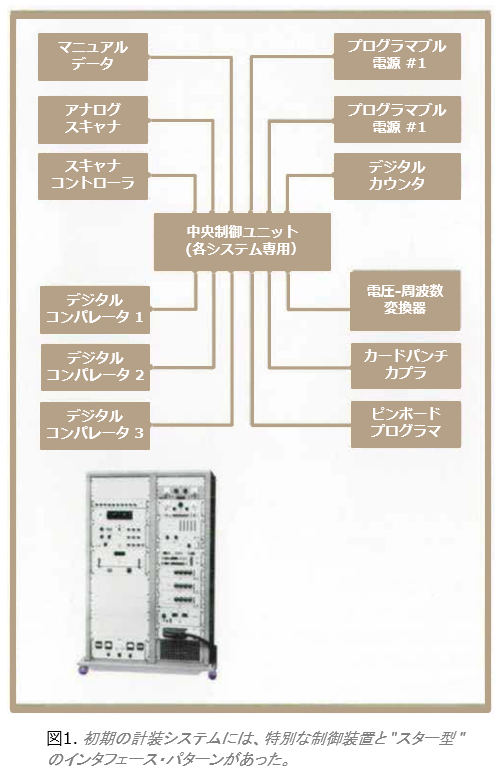 マニュアル
データ
プログラマブル
電源 #1
アナログ
スキャナ
プログラマブル
電源 #1
スキャナ
コントローラ
デジタル
カウンタ
中央制御ユニット
(各システム専用)
デジタル
コンパレータ 1
電圧-周波数
変換器
デジタル
コンパレータ 2
カードパンチ
カプラ
デジタル
コンパレータ 3
ピンボード
プログラマ
図1. 初期の計装システムには、特別な制御装置と"スター型"
のインタフェース・パターンがあった。